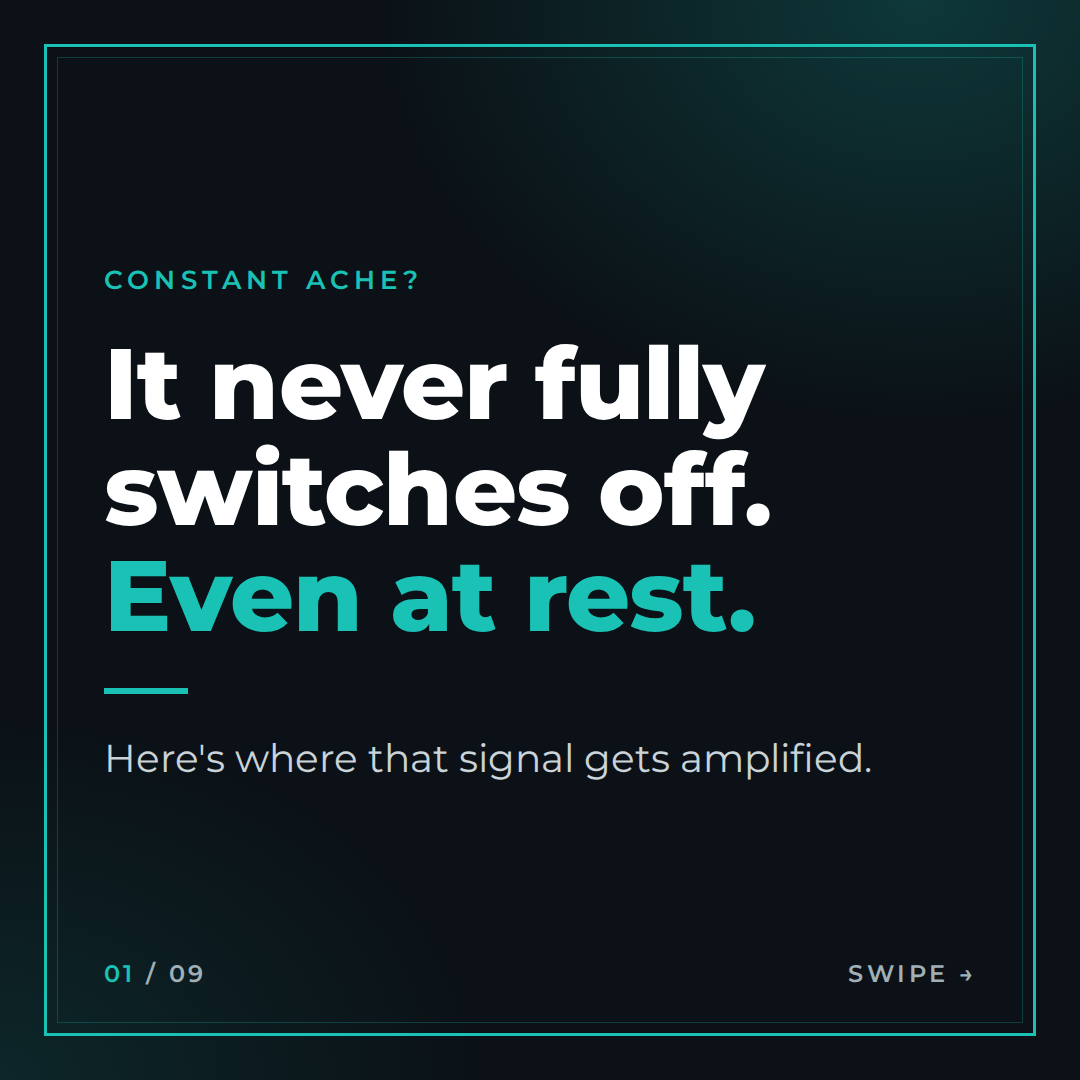 CONSTANT ACHE?
It never fully
switches off.
Even at rest.
Here's where that signal gets amplified.
01 / 09
SWIPE →